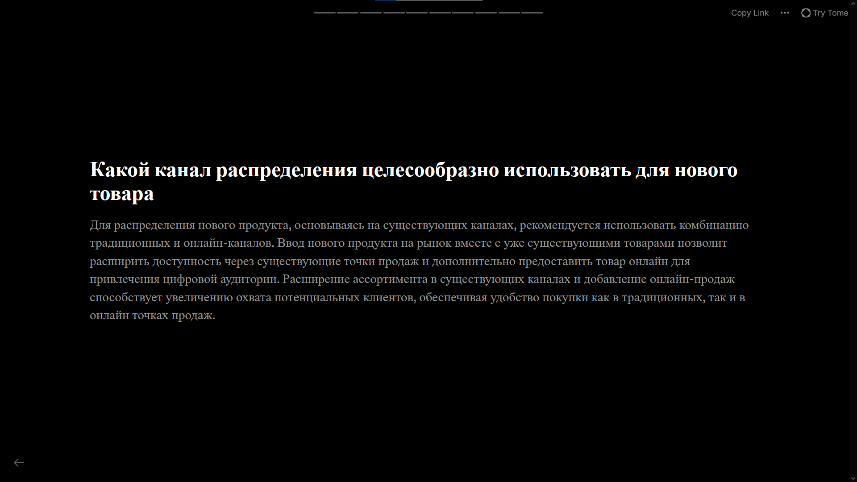 Copy Link
Try Tome
Какой канал распределения целесообразно использовать для нового
товара
Для распределения нового продукта, основываясь на существующих каналах, рекомендуется использовать комбинацию
традиционных и онлайн-каналов. Ввод нового продукта на рынок вместе с уже существующими товарами позволит
расширить доступность через существующие точки продаж и дополнительно предоставить товар онлайн для
привлечения цифровой аудитории. Расширение ассортимента в существующих каналах и добавление онлайн-продаж
способствует увеличению охвата потенциальных клиентов, обеспечивая удобство покупки как в традиционных, так и в
онлайн точках продаж.